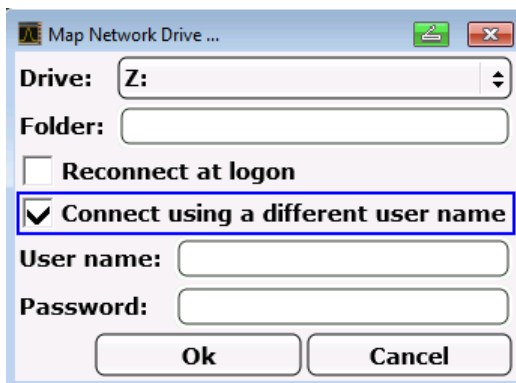 Map Network Drive ...
Drive: Z:
Folder:
Reconnect at logon
Connect using a different user name
User name:
Password:
Ok Cancel